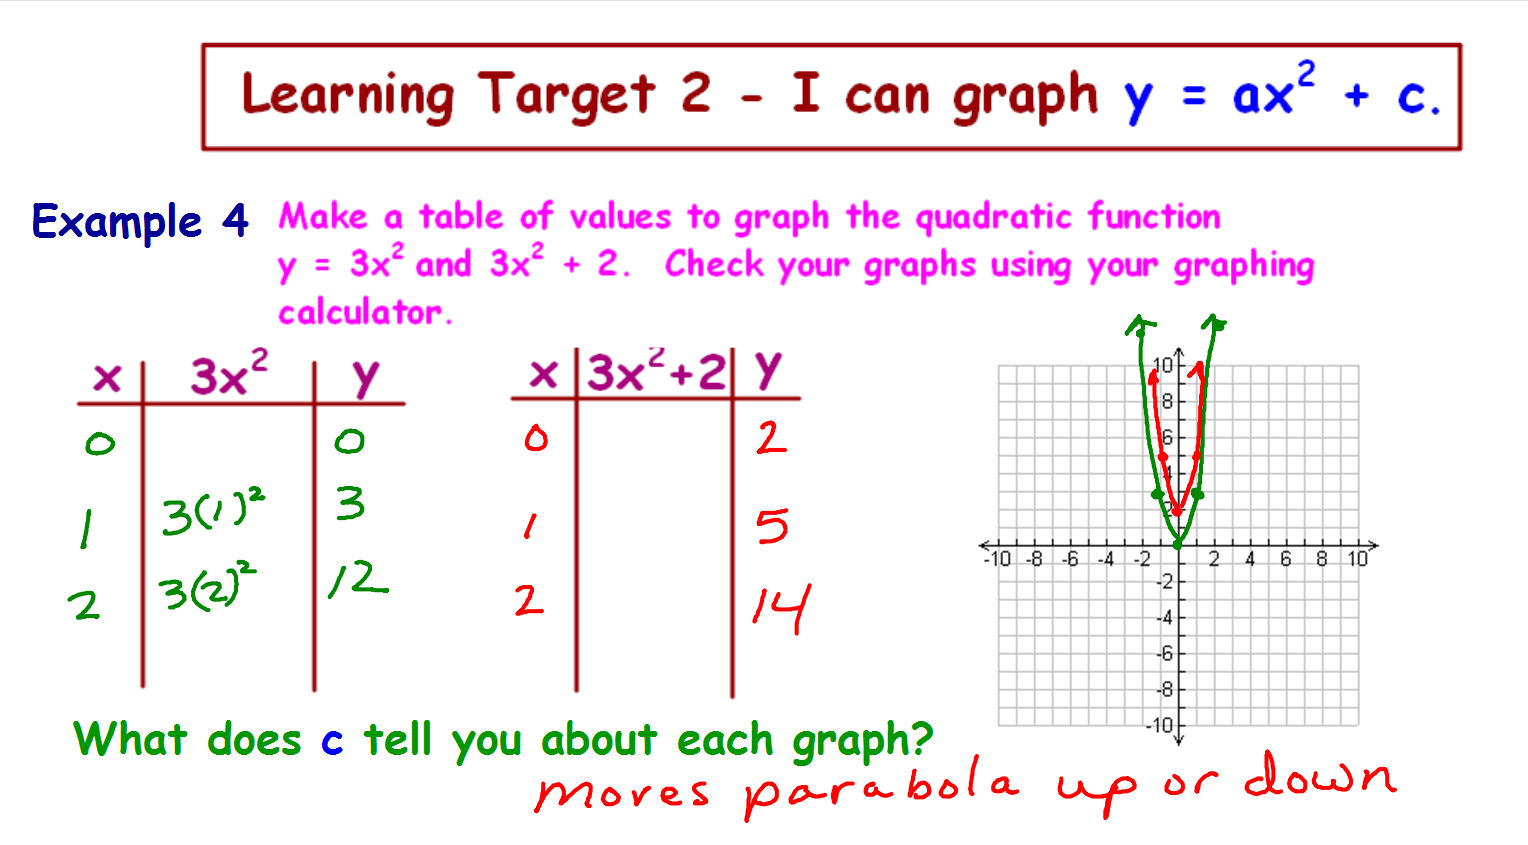 Learning Target 2 - I can graph y = ax² + c.
Example 4 Make a table of values to graph the quadratic function
y = 3x² and 3x² + 2. Check your graphs using your graphing
calculator.
x 3x² y
0 0
1 3(1)² 3
2 3(2)² 12
x 3x²+2 y
0 2
1 5
2 14
10
8
6
4
2
-10 -8 -6 -4 -2 2 4 6 8 10
-2
-4
-6
-8
-10
What does c tell you about each graph?
moves parabola up or down